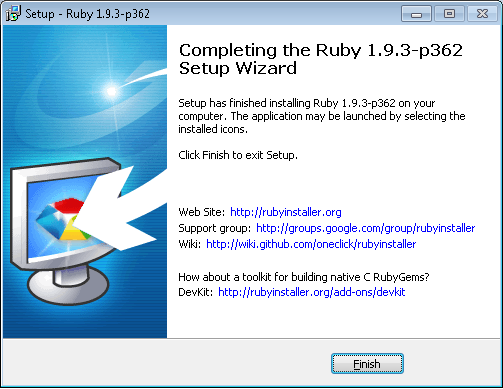 Setup - Ruby 1.9.3-p362
Completing the Ruby 1.9.3-p362
Setup Wizard
Setup has finished installing Ruby 1.9.3-p362 on your
computer. The application may be launched by selecting the
installed icons.
Click Finish to exit Setup.
Web Site: http://rubyinstaller.org
Support group: http://groups.google.com/group/rubyinstaller
Wiki: http://wiki.github.com/oneclick/rubyinstaller
How about a toolkit for building native C RubyGems?
DevKit: http://rubyinstaller.org/add-ons/devkit
Finish